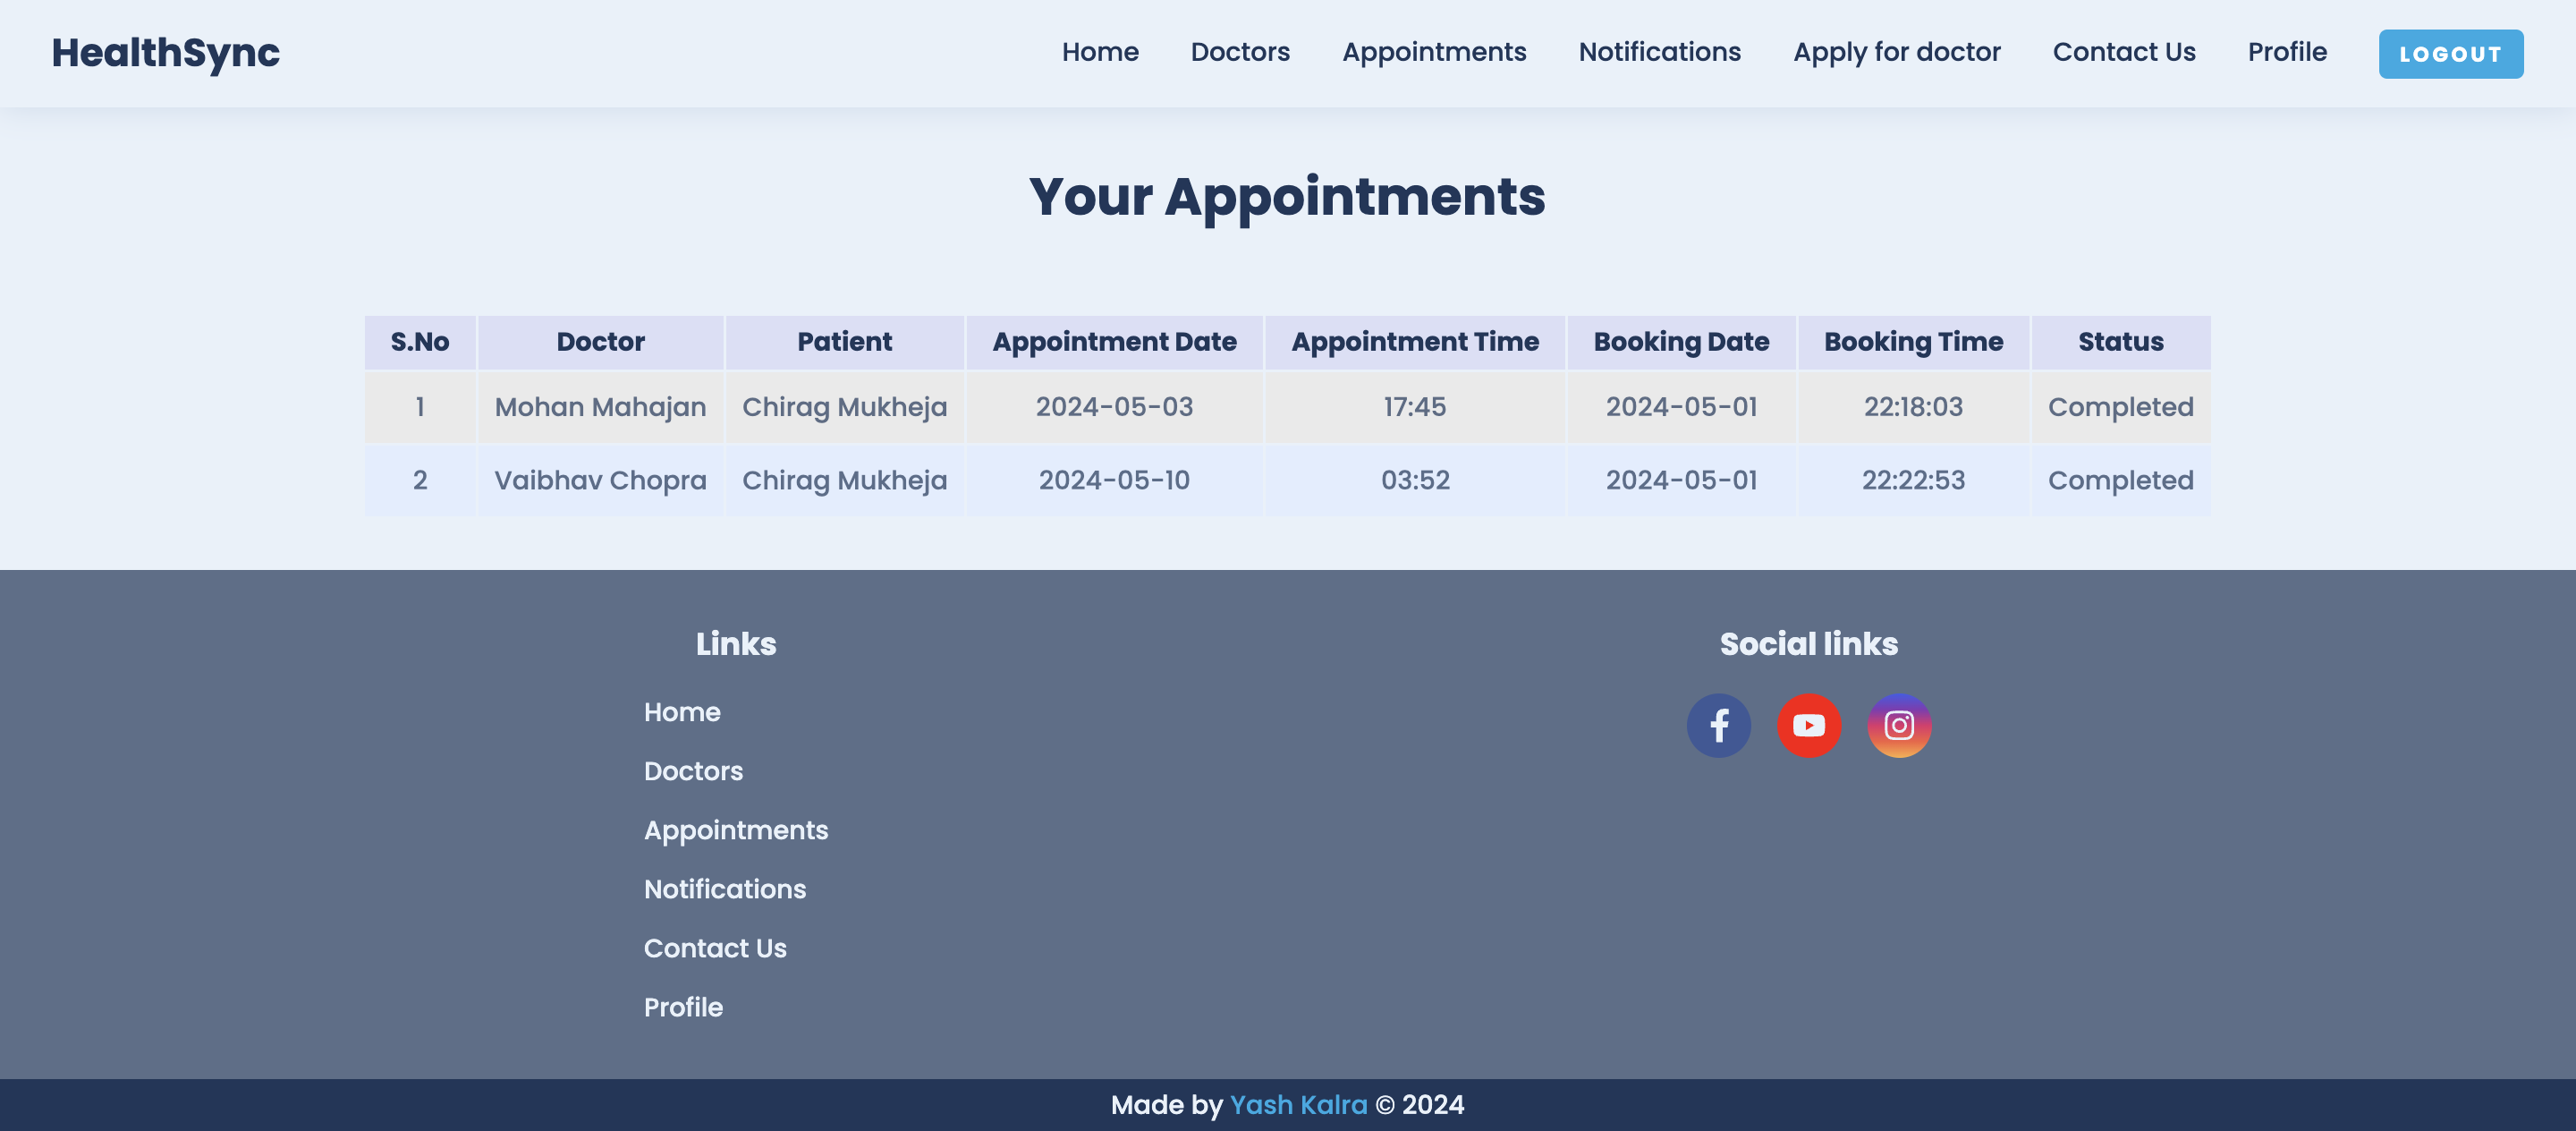 HealthSync Home Doctors Appointments Notifications Apply for doctor Contact Us Profile LOGOUT
Your Appointments
S.No Doctor Patient Appointment Date Appointment Time Booking Date Booking Time Status
1 Mohan Mahajan Chirag Mukheja 2024-05-03 17:45 2024-05-01 22:18:03 Completed
2 Vaibhav Chopra Chirag Mukheja 2024-05-10 03:52 2024-05-01 22:22:53 Completed
Links
Home
Doctors
Appointments
Notifications
Contact Us
Profile
Social links
Made by Yash Kalra © 2024